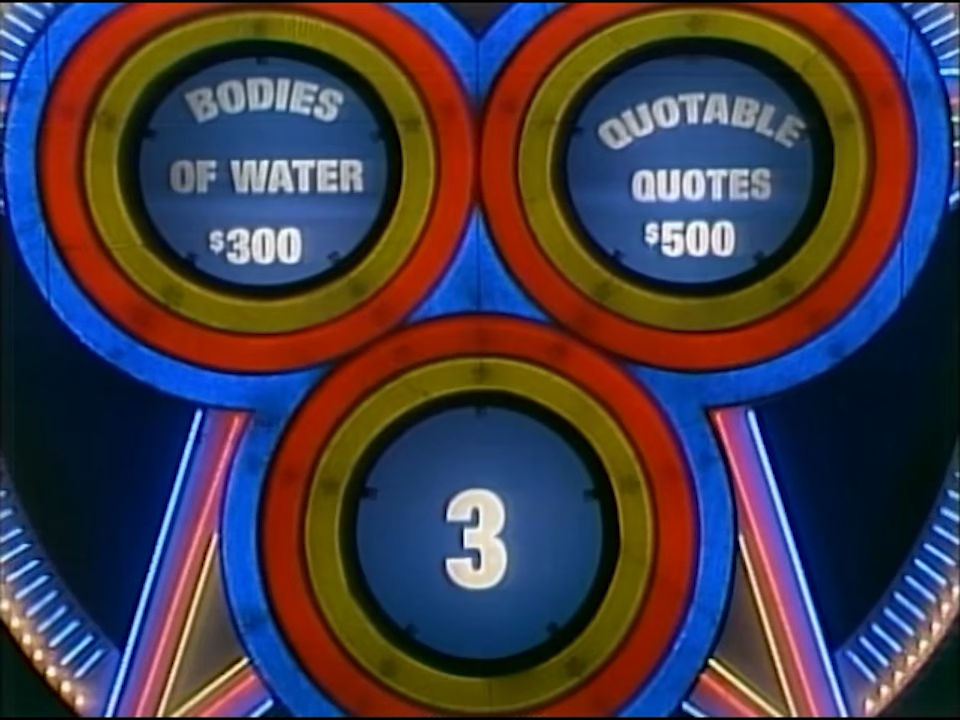 BODIES
OF WATER
$300
QUOTABLE
QUOTES
$500
3